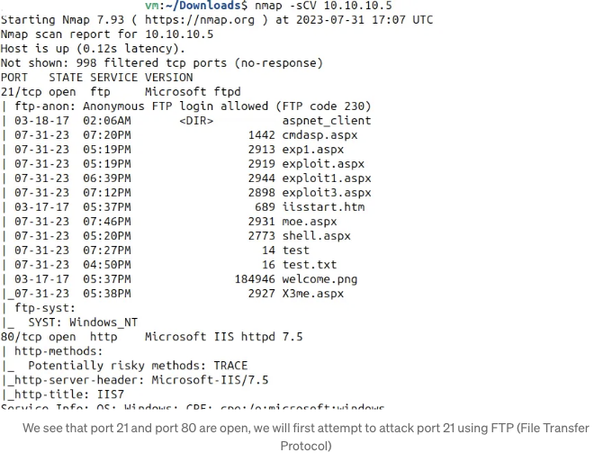 vm:~/Downloads$ nmap -sCV 10.10.10.5
Starting Nmap 7.93 ( https://nmap.org ) at 2023-07-31 17:07 UTC
Nmap scan report for 10.10.10.5
Host is up (0.12s latency).
Not shown: 998 filtered tcp ports (no-response)
PORT   STATE SERVICE VERSION
21/tcp open  ftp     Microsoft ftpd
| ftp-anon: Anonymous FTP login allowed (FTP code 230)
| 03-18-17  02:06AM       <DIR>          aspnet_client
| 07-31-23  07:20PM                 1442 cmdasp.aspx
| 07-31-23  05:19PM                 2913 exp1.aspx
| 07-31-23  05:19PM                 2919 exploit.aspx
| 07-31-23  06:39PM                 2944 exploit1.aspx
| 07-31-23  07:12PM                 2898 exploit3.aspx
| 03-17-17  05:37PM                  689 iisstart.htm
| 07-31-23  07:46PM                 2931 moe.aspx
| 07-31-23  05:20PM                 2773 shell.aspx
| 07-31-23  07:27PM                   14 test
| 07-31-23  04:50PM                   16 test.txt
| 03-17-17  05:37PM               184946 welcome.png
|_07-31-23  05:38PM                 2927 X3me.aspx
| ftp-syst:
|_  SYST: Windows_NT
80/tcp open  http    Microsoft IIS httpd 7.5
| http-methods:
|_  Potentially risky methods: TRACE
|_http-server-header: Microsoft-IIS/7.5
|_http-title: IIS7
Service Info: OS: Windows; CPE: cpe:/o:microsoft:windows
We see that port 21 and port 80 are open, we will first attempt to attack port 21 using FTP (File Transfer
Protocol)